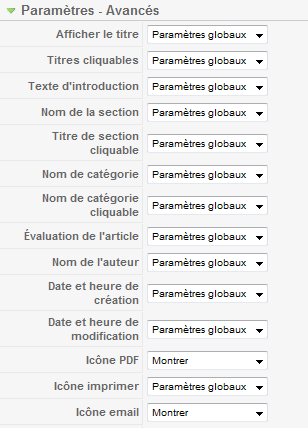 Paramètres - Avancés
Afficher le titre Paramètres globaux
Titres cliquables Paramètres globaux
Texte d'introduction Paramètres globaux
Nom de la section Paramètres globaux
Titre de section
cliquable Paramètres globaux
Nom de catégorie Paramètres globaux
Nom de catégorie
cliquable Paramètres globaux
Évaluation de l'article Paramètres globaux
Nom de l'auteur Paramètres globaux
Date et heure de
création Paramètres globaux
Date et heure de
modification Paramètres globaux
Icône PDF Montrer
Icône imprimer Paramètres globaux
Icône email Montrer